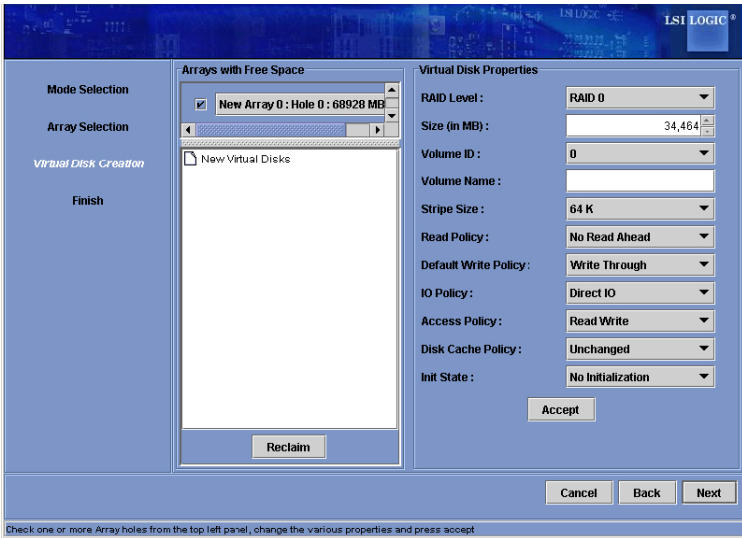 LSI LOGIC
LSI LOGIC ®
Mode Selection
Array Selection
Virtual Disk Creation
Finish
Arrays with Free Space
New Array 0 : Hole 0 : 68928 MB
New Virtual Disks
Reclaim
Virtual Disk Properties
RAID Level : RAID 0
Size (in MB) : 34,464
Volume ID : 0
Volume Name :
Stripe Size : 64 K
Read Policy : No Read Ahead
Default Write Policy : Write Through
IO Policy : Direct IO
Access Policy : Read Write
Disk Cache Policy : Unchanged
Init State : No Initialization
Accept
Cancel Back Next
Check one or more Array holes from the top left panel, change the various properties and press accept